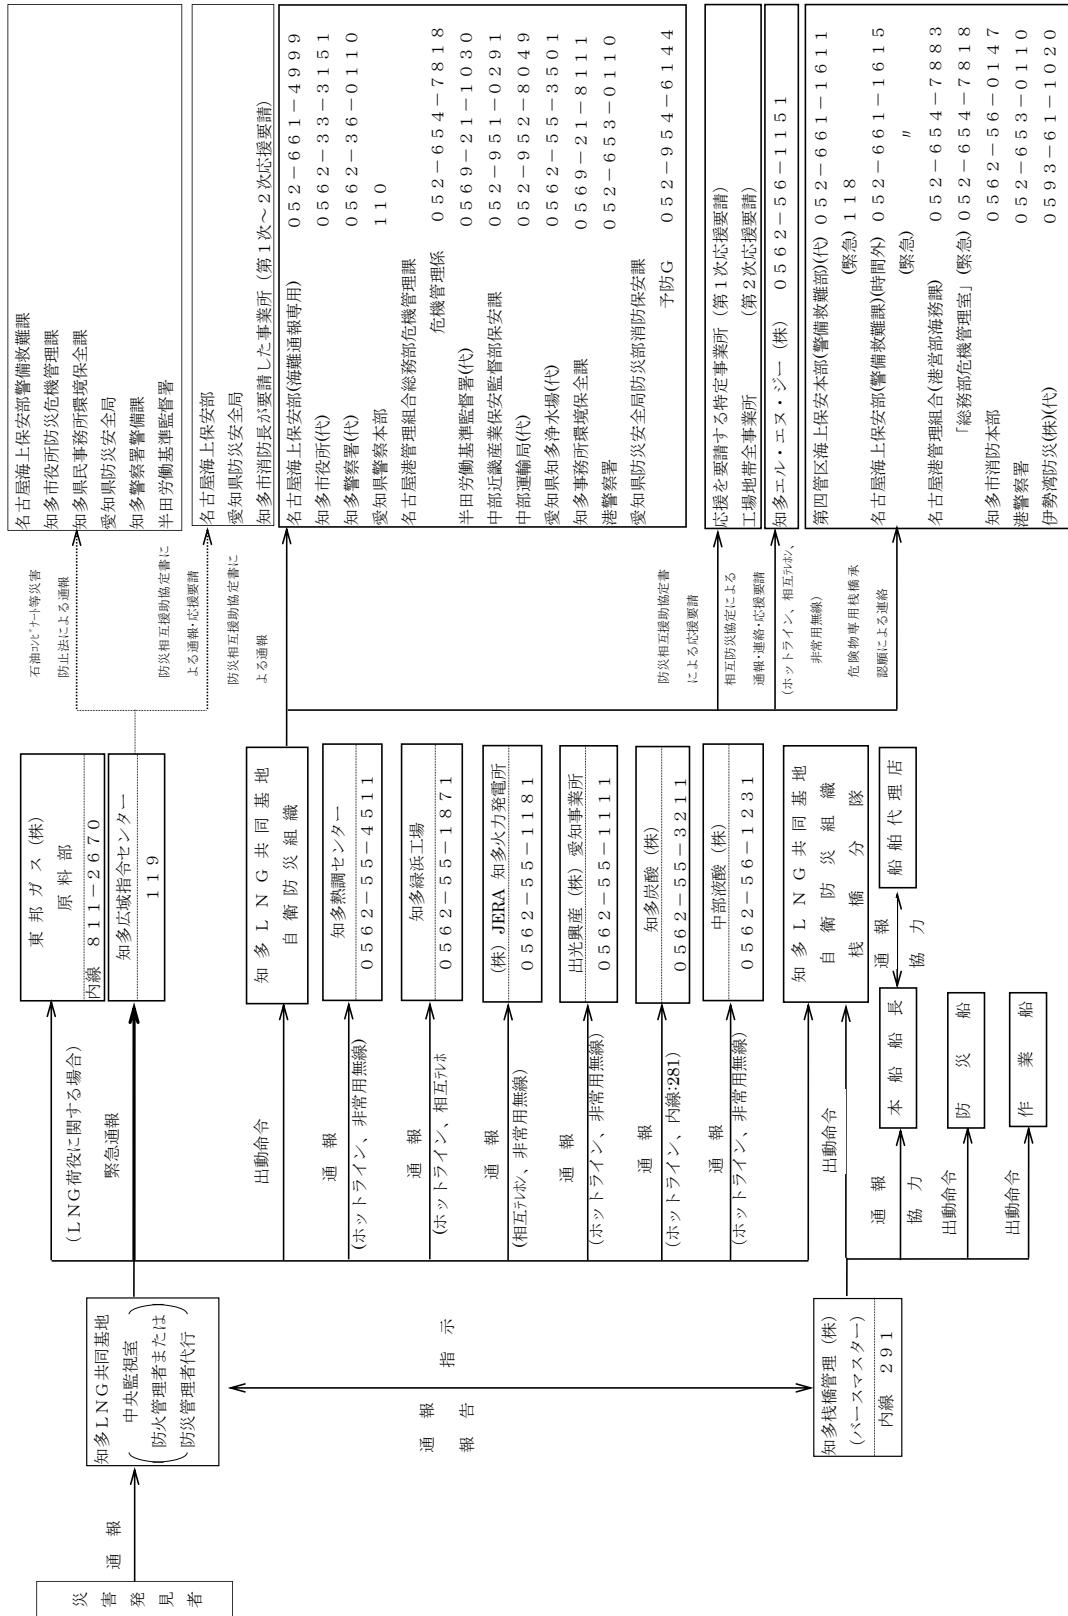 災害発見者
通報
知多LNG共同基地
中央監視室
防火管理者または
防災管理者代行
通報 指示
報告
知多桟橋管理(株)
(バースマスター)
内線 291
(LNG荷役に関する場合)
緊急通報
出動命令
通報
(ホットライン、非常用無線)
通報
(ホットライン、相互テレホ
通報
(相互テレホン、非常用無線)
通報
(ホットライン、非常用無線)
通報
(ホットライン、内線:281)
通報
(ホットライン、非常用無線)
出動命令
通報
協力
出動命令
出動命令
東邦ガス(株)
原料部
内線 811-2670
知多広域指令センター
119
知多LNG共同基地
自衛防災組織
知多熱調センター
0562-55-4511
知多緑浜工場
0562-55-1871
(株)JERA 知多火力発電所
0562-55-1181
出光興産(株)愛知事業所
0562-55-1111
知多炭酸(株)
0562-55-3211
中部液酸(株)
0562-56-1231
知多LNG共同基地
自衛防災組織
桟橋分隊
本船船長
通報
協力
船舶代理店
防災船
作業船
石油コンビナート等災害
防止法による通報
防災相互援助協定書に
よる通報・応援要請
防災相互援助協定書に
よる通報
防災相互援助協定書
による応援要請
相互防災協定による
通報・連絡・応援要請
(ホットライン、相互テレホン、
非常用無線)
危険物専用桟橋承
認願による連絡
名古屋海上保安部警備救難課
知多市役所防災危機管理課
知多県民事務所環境保全課
愛知県防災安全局
知多警察署警備課
半田労働基準監督署
名古屋海上保安部
愛知県防災安全局
知多市消防長が要請した事業所(第1次~2次応援要請)
名古屋海上保安部(海難通報専用) 052-661-4999
知多市役所(代) 0562-33-3151
知多警察署(代) 0562-36-0110
愛知県警察本部 110
名古屋港管理組合総務部危機管理課
危機管理係 052-654-7818
半田労働基準監督署(代) 0569-21-1030
中部近畿産業保安監督部保安課 052-951-0291
中部運輸局(代) 052-952-8049
愛知県知多浄水場(代) 0562-55-3501
知多事務所環境保全課 0569-21-8111
港警察署 052-653-0110
愛知県防災安全局防災部消防保安課
予防G 052-954-6144
応援を要請する特定事業所(第1次応援要請)
工場地帯全事業所 (第2次応援要請)
知多エル・エヌ・ジー(株) 0562-56-1151
第四管区海上保安本部(警備救難部)(代) 052-661-1611
(緊急) 118
名古屋海上保安部(警備救難課)(時間外) 052-661-1615
(緊急) 〃
名古屋港管理組合(港営部海務課) 052-654-7883
「総務部危機管理室」(緊急) 052-654-7818
知多市消防本部 0562-56-0147
港警察署 052-653-0110
伊勢湾防災(株)(代) 0593-61-1020